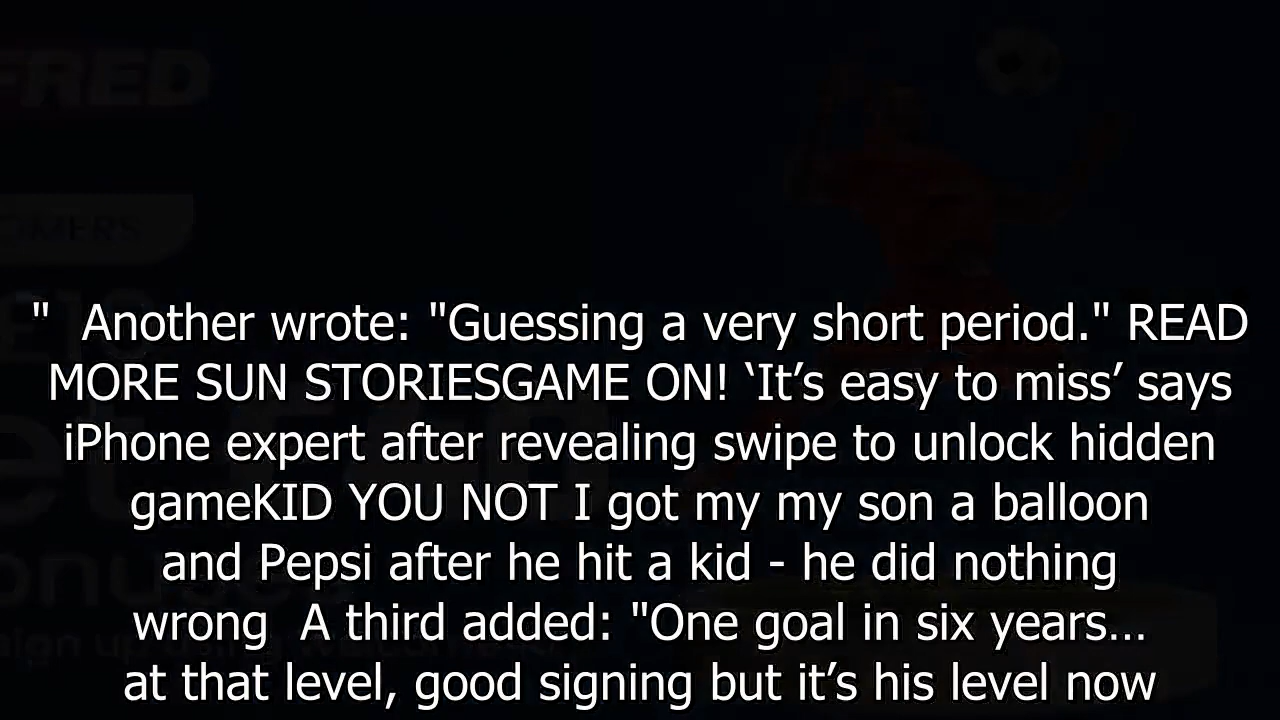 FRED
" Another wrote: "Guessing a very short period." READ
MORE SUN STORIESGAME ON! ‘It’s easy to miss’ says
iPhone expert after revealing swipe to unlock hidden
gameKID YOU NOT I got my my son a balloon
and Pepsi after he hit a kid - he did nothing
wrong  A third added: "One goal in six years...
at that level, good signing but it’s his level now